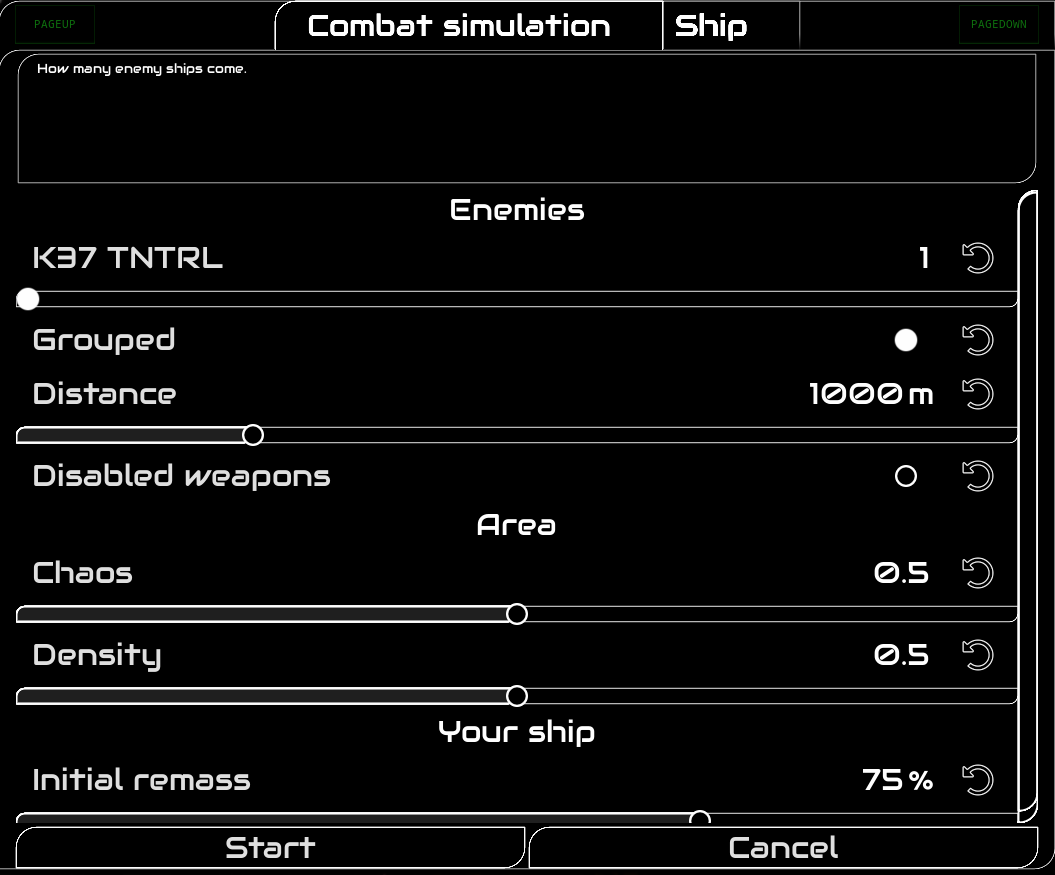 PAGEUP
Combat simulation
Ship
PAGEDOWN
How many enemy ships come.
Enemies
K37 TNTRL 1
Grouped
Distance 1000 m
Disabled weapons
Area
Chaos 0.5
Density 0.5
Your ship
Initial remass 75 %
Start
Cancel